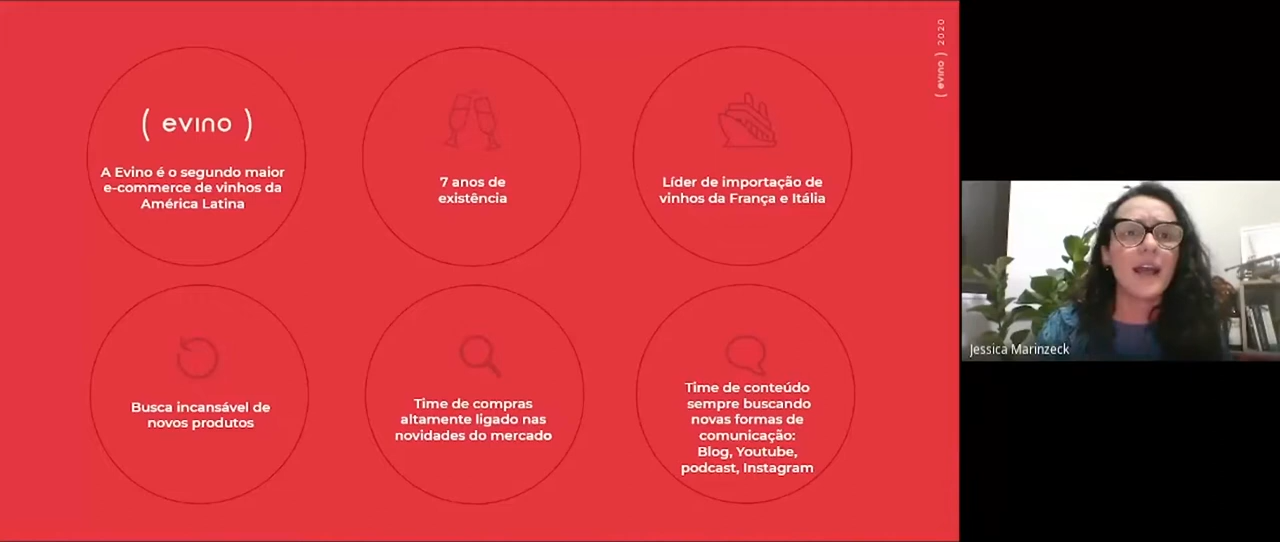 ( evino )
A Evino é o segundo maior
e-commerce de vinhos da
América Latina
7 anos de
existência
Líder de importação de
vinhos da França e Itália
( evino ) 2020
Busca incansável de
novos produtos
Time de compras
altamente ligado nas
novidades do mercado
Time de conteúdo
sempre buscando
novas formas de
comunicação:
Blog, Youtube,
podcast, Instagram
Jessica Marinzeck